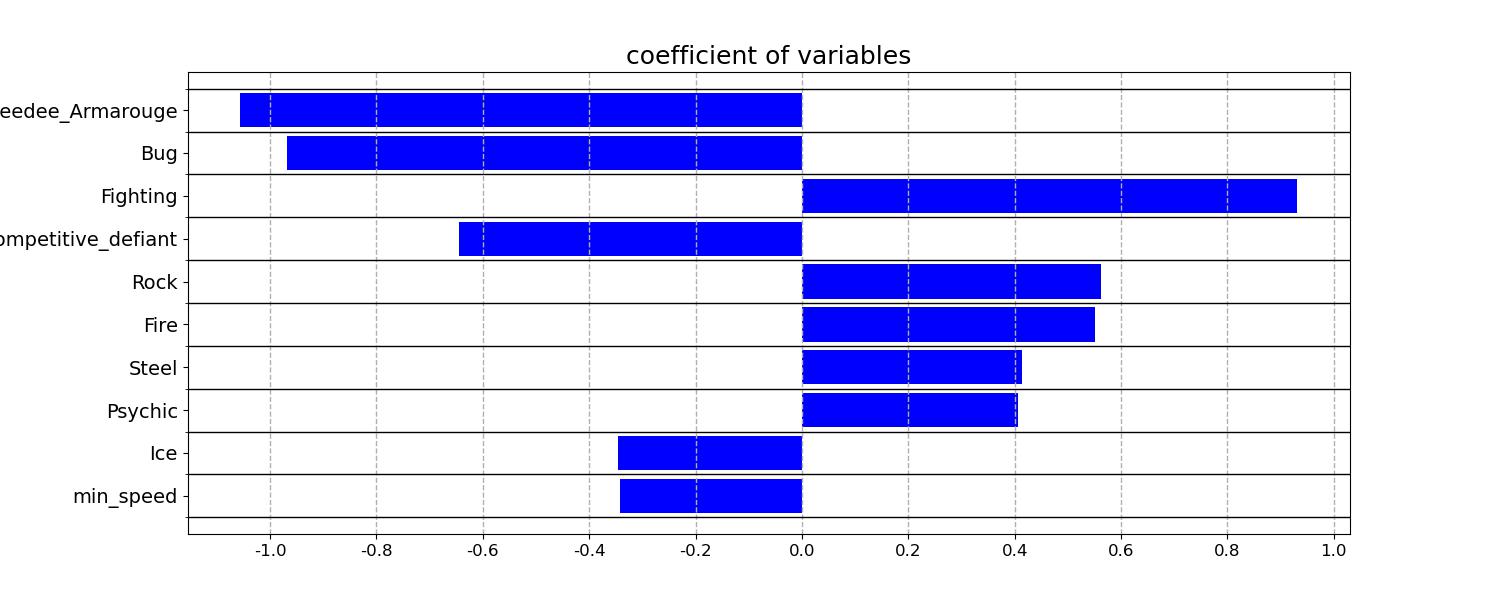 coefficient of variables
eedee_Armarouge
Bug
Fighting
ompetitive_defiant
Rock
Fire
Steel
Psychic
Ice
min_speed
-1.0 -0.8 -0.6 -0.4 -0.2 0.0 0.2 0.4 0.6 0.8 1.0